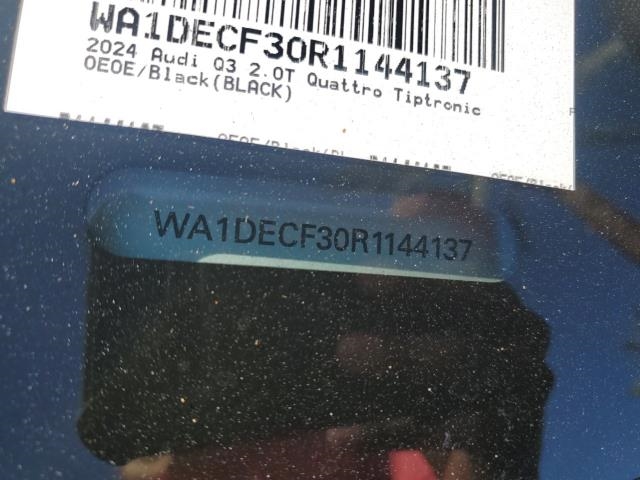 WA1DECF30R1144137
2024 Audi Q3 2.0T Quattro Tiptronic
0E0E/Black(BLACK)
WA1DECF30R1144137